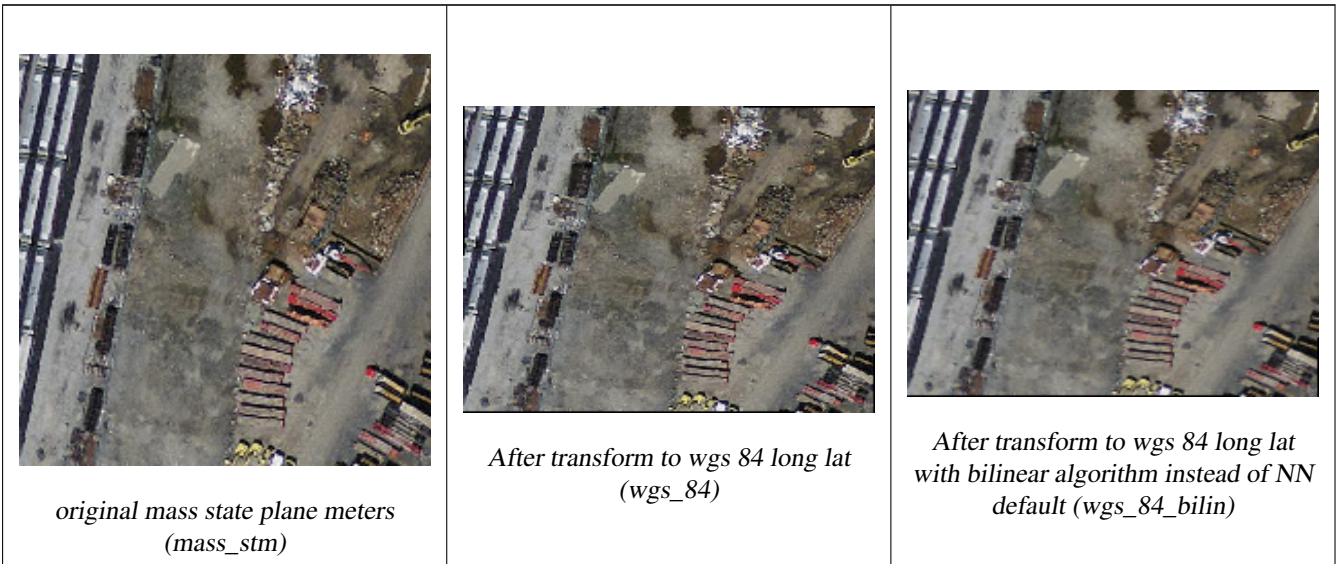 original mass state plane meters
(mass_stm)
After transform to wgs 84 long lat
(wgs_84)
After transform to wgs 84 long lat
with bilinear algorithm instead of NN
default (wgs_84_bilin)